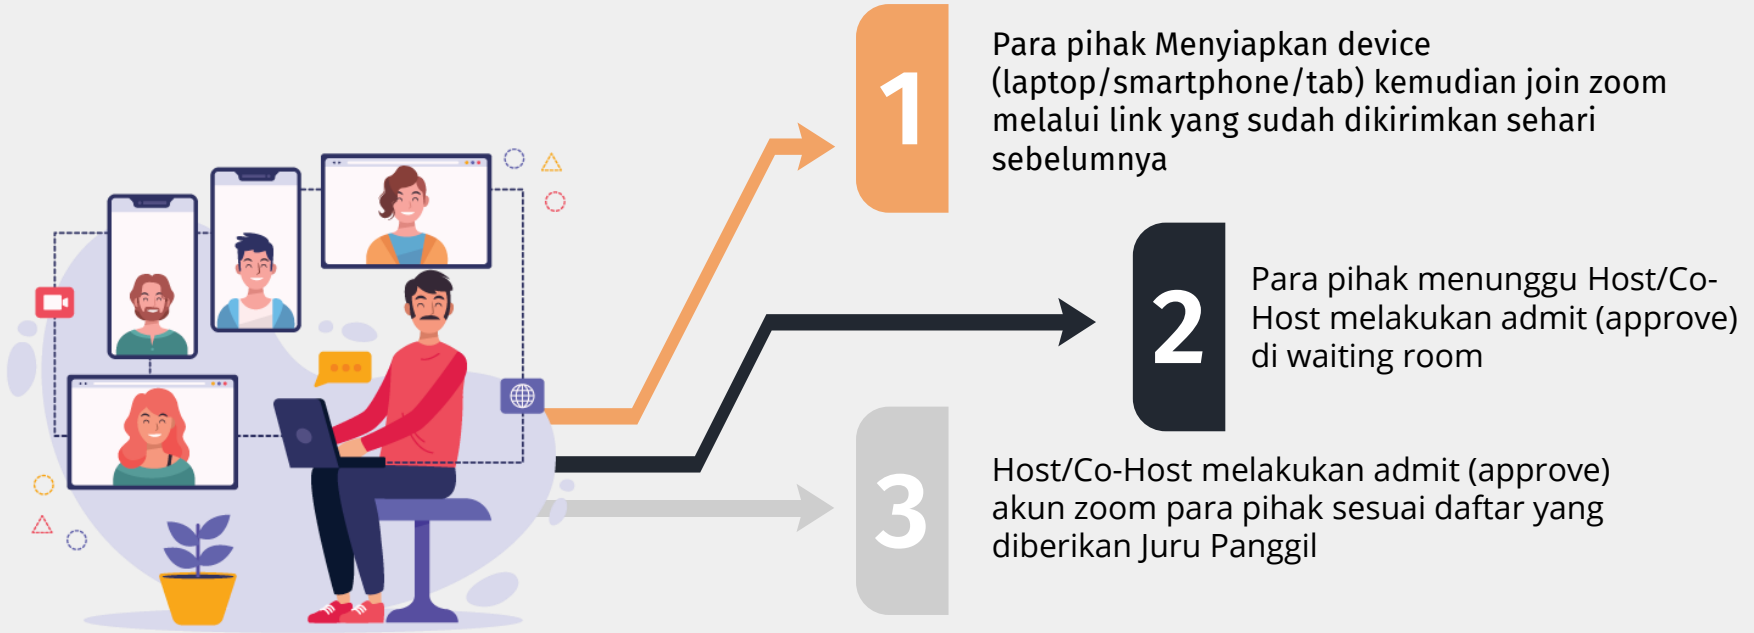 1
Para pihak Menyiapkan device
(laptop/smartphone/tab) kemudian join zoom
melalui link yang sudah dikirimkan sehari
sebelumnya
2
Para pihak menunggu Host/Co-
Host melakukan admit (approve)
di waiting room
3
Host/Co-Host melakukan admit (approve)
akun zoom para pihak sesuai daftar yang
diberikan Juru Panggil